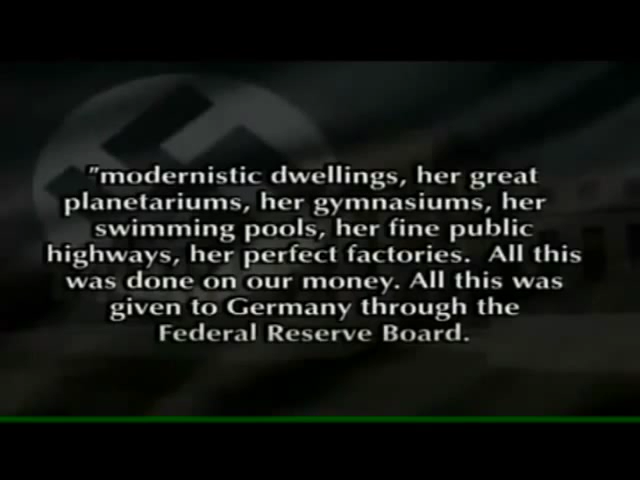 "modernistic dwellings, her great
planetariums, her gymnasiums, her
swimming pools, her fine public
highways, her perfect factories. All this
was done on our money. All this was
given to Germany through the
Federal Reserve Board.